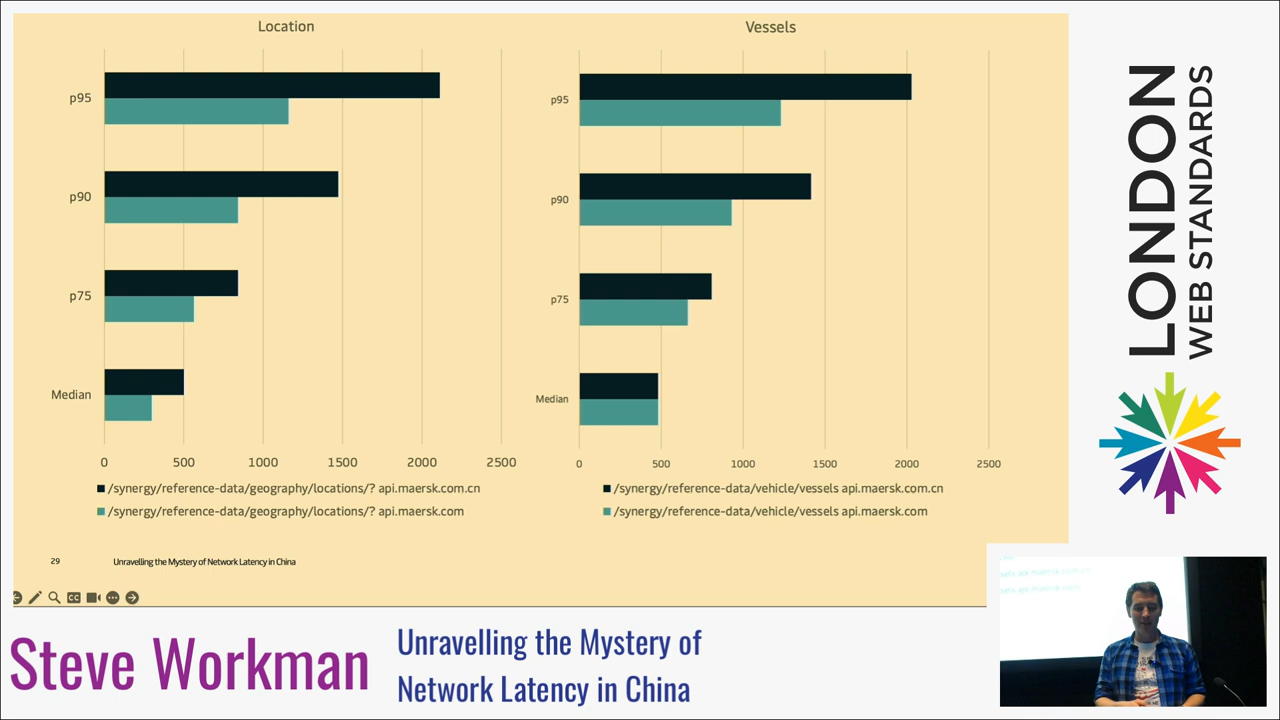 Location
p95
p90
p75
Median
0 500 1000 1500 2000 2500
/synergy/reference-data/geography/locations/? api.maersk.com.cn
/synergy/reference-data/geography/locations/? api.maersk.com
Vessels
p95
p90
p75
Median
0 500 1000 1500 2000 2500
/synergy/reference-data/vehicle/vessels api.maersk.com.cn
/synergy/reference-data/vehicle/vessels api.maersk.com
29 Unravelling the Mystery of Network Latency in China
CC
LONDON
WEB STANDARDS
Steve Workman
Unravelling the Mystery of
Network Latency in China